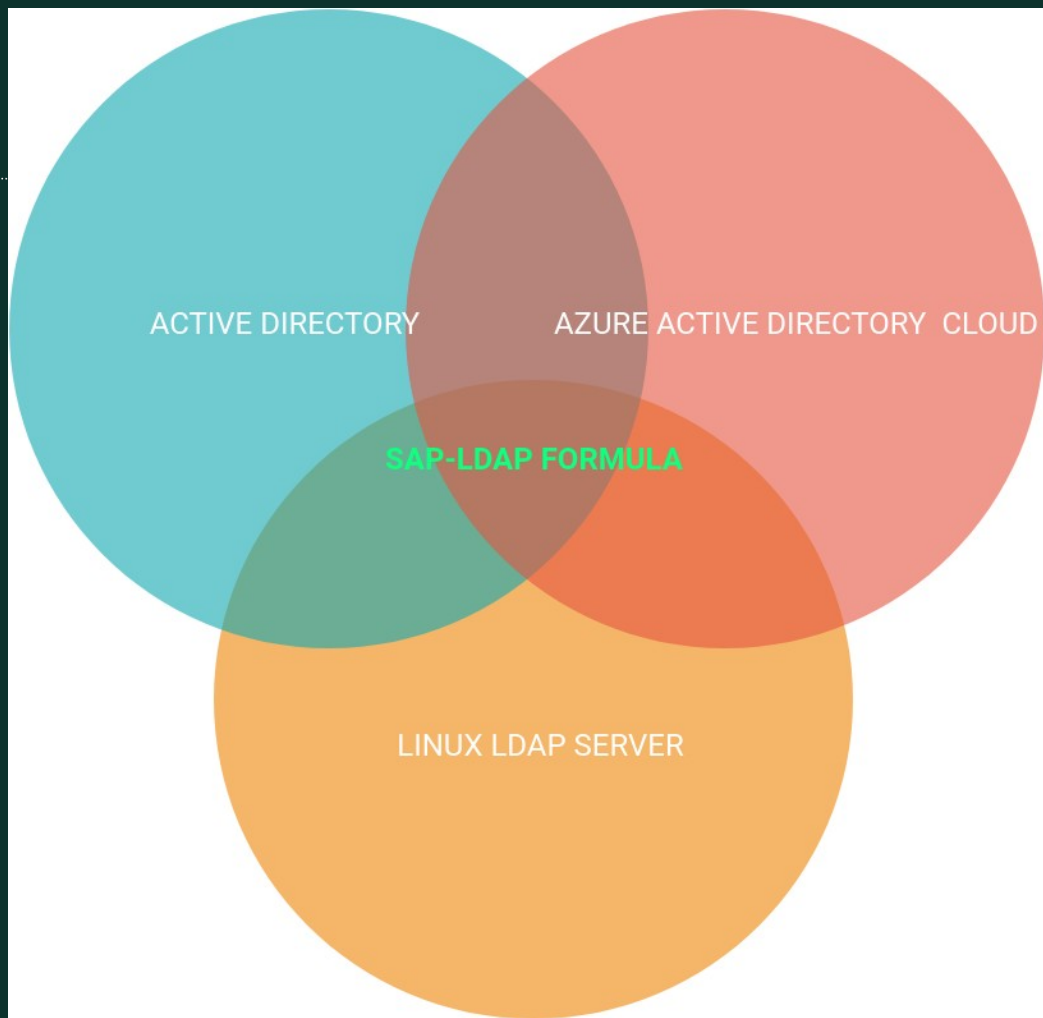 ACTIVE DIRECTORY
AZURE ACTIVE DIRECTORY CLOUD
SAP-LDAP FORMULA
LINUX LDAP SERVER